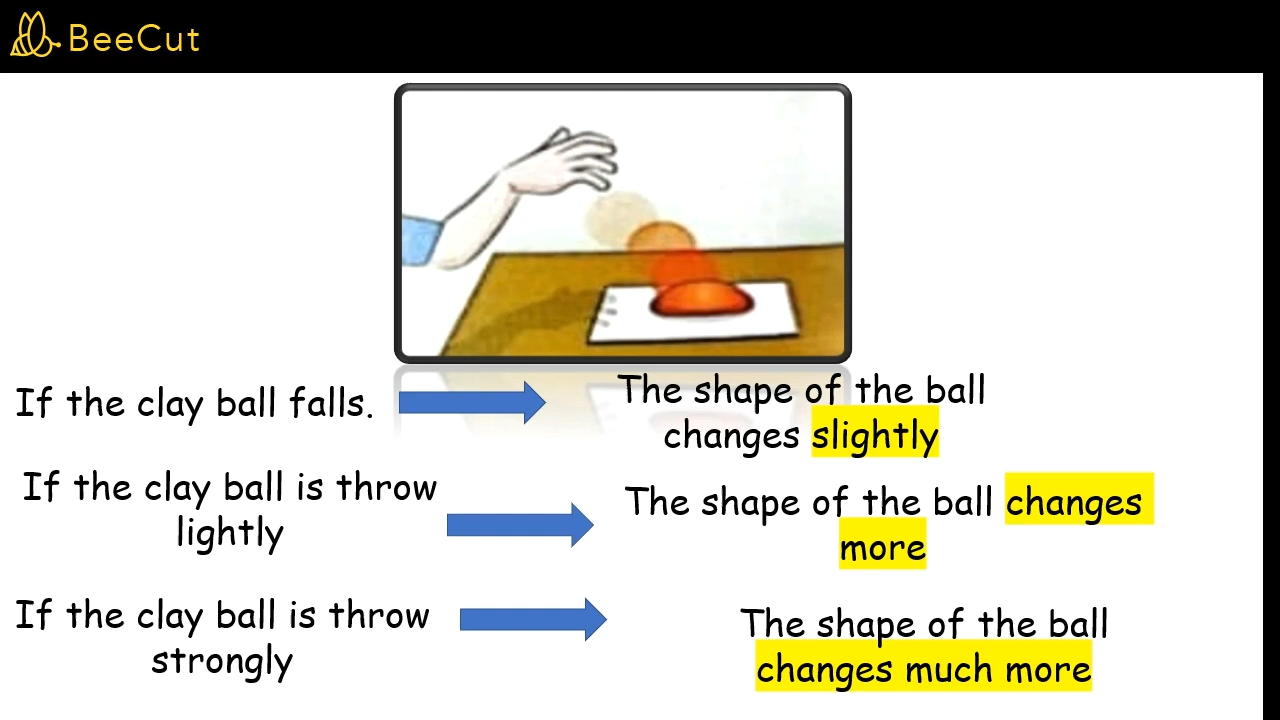 BeeCut
If the clay ball falls.
The shape of the ball
changes slightly
If the clay ball is throw
lightly
The shape of the ball changes
more
If the clay ball is throw
strongly
The shape of the ball
changes much more